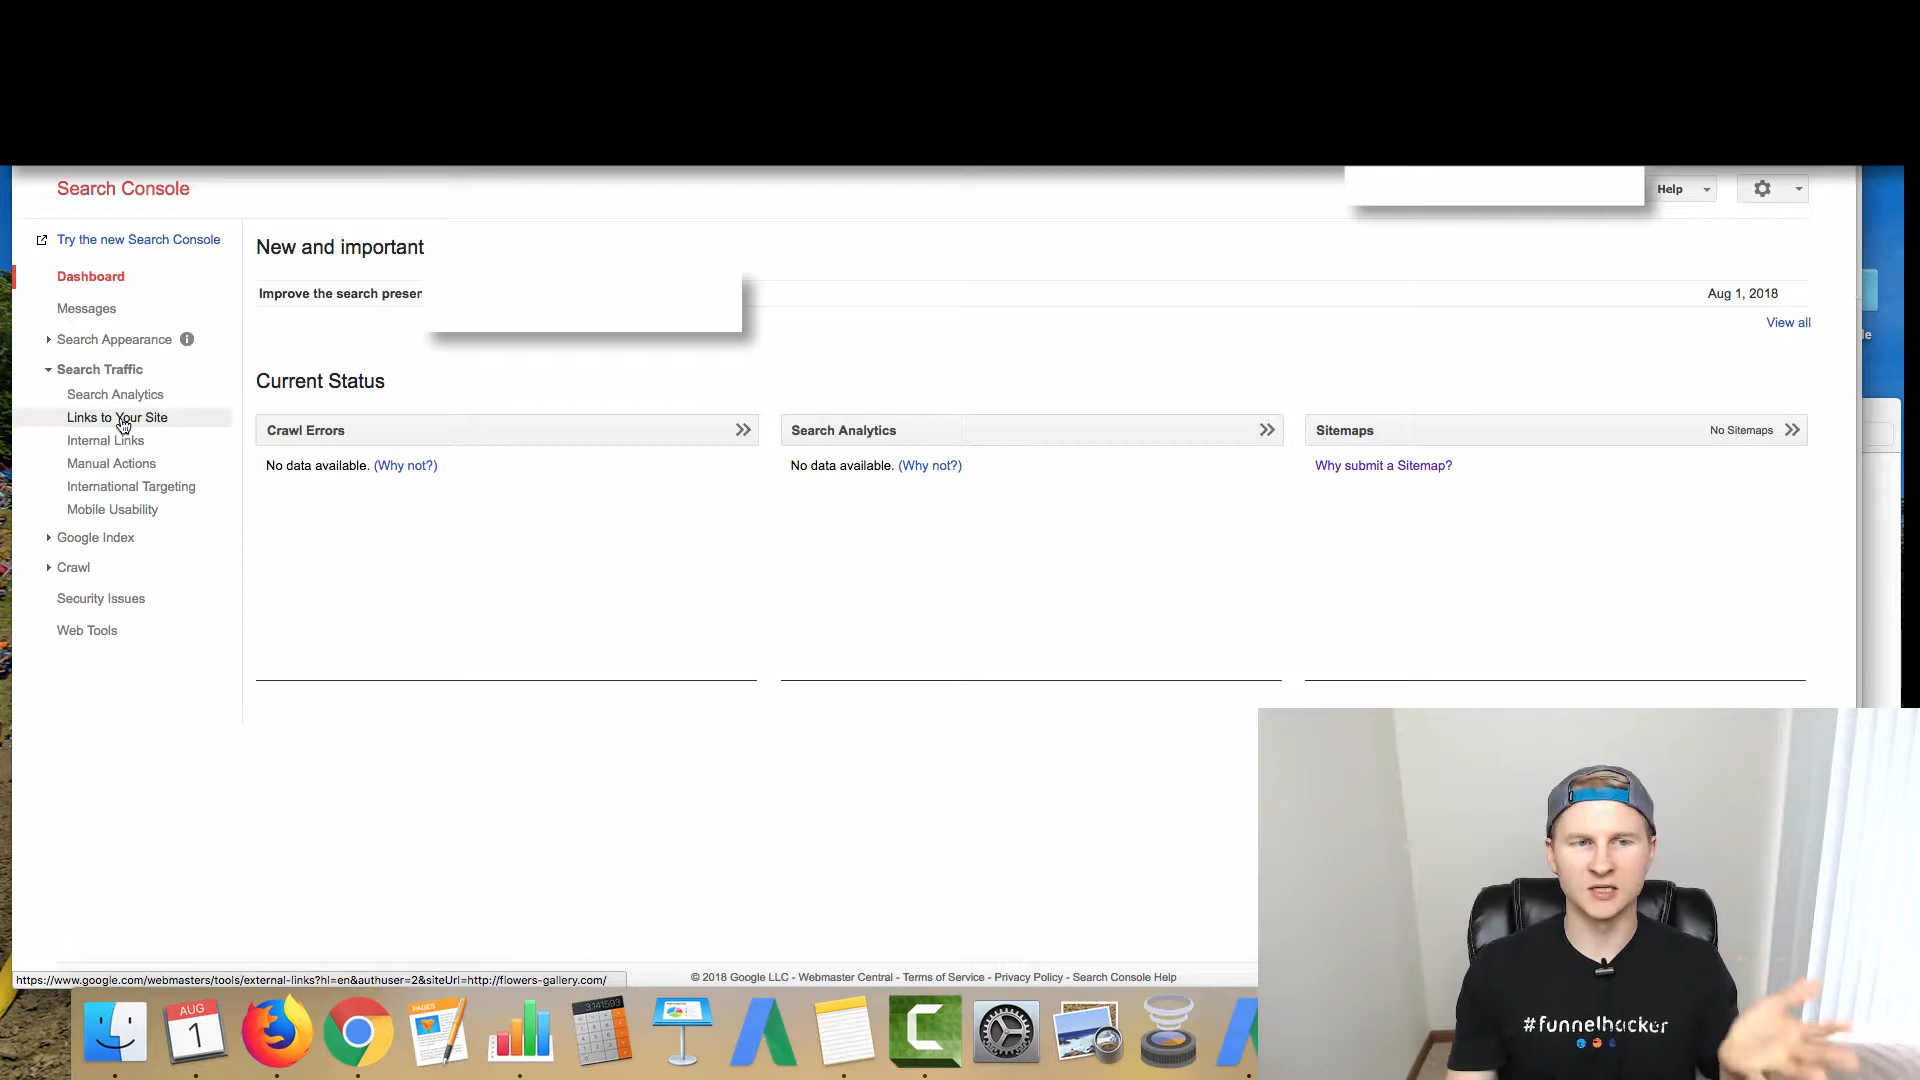 Search Console
Help
Try the new Search Console
Dashboard
Messages
Search Appearance
Search Traffic
Search Analytics
Links to Your Site
Internal Links
Manual Actions
International Targeting
Mobile Usability
Google Index
Crawl
Security Issues
Web Tools
New and important
Improve the search preser
Aug 1, 2018
View all
Current Status
Crawl Errors
No data available. (Why not?)
Search Analytics
No data available. (Why not?)
Sitemaps
No Sitemaps
Why submit a Sitemap?
le
https://www.google.com/webmasters/tools/external-links?hl=en&authuser=2&siteUrl=http://flowers-gallery.com/
© 2018 Google LLC - Webmaster Central - Terms of Service - Privacy Policy - Search Console Help
AUG
1
PAGES
3.141593
#funnelhacker